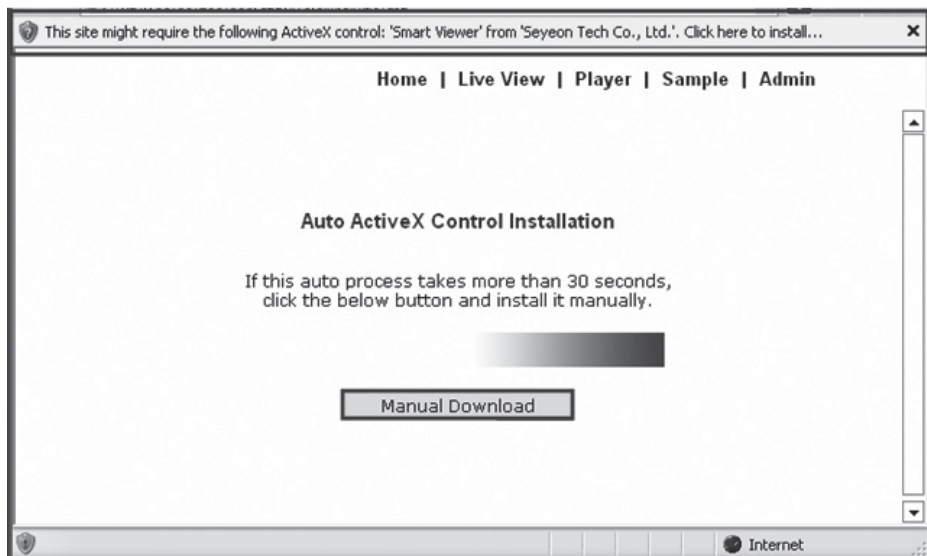 This site might require the following ActiveX control: 'Smart Viewer' from 'Seyeon Tech Co., Ltd.'. Click here to install...
Home | Live View | Player | Sample | Admin
Auto ActiveX Control Installation
If this auto process takes more than 30 seconds,
click the below button and install it manually.
Manual Download
Internet